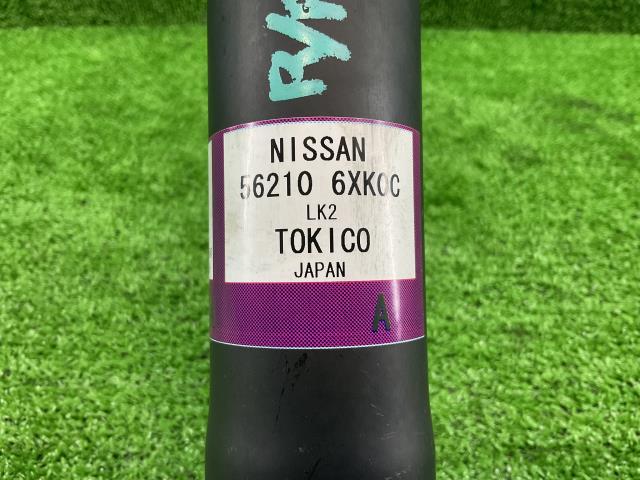 R/R
NISSAN
56210 6XK0C
LK2
TOKICO
JAPAN
A